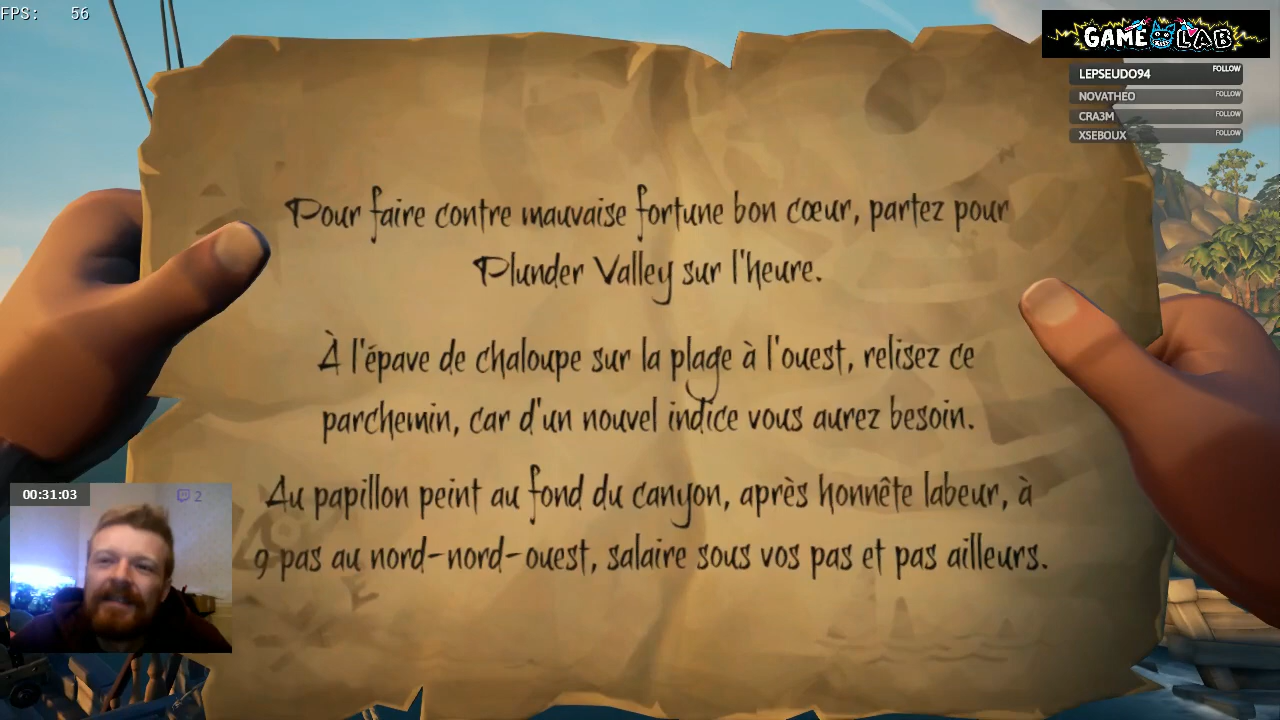 FPS: 56
GAME LAB
LEPSEUDO94 FOLLOW
NOVATHEO FOLLOW
CRA3M FOLLOW
XSEBOUX FOLLOW
Pour faire contre mauvaise fortune bon cœur, partez pour
Plunder Valley sur l'heure.
À l'épave de chaloupe sur la plage à l'ouest, relisez ce
parchemin, car d'un nouvel indice vous aurez besoin.
Au papillon peint au fond du canyon, après honnête labeur, à
9 pas au nord-nord-ouest, salaire sous vos pas et pas ailleurs.
00:31:03
2